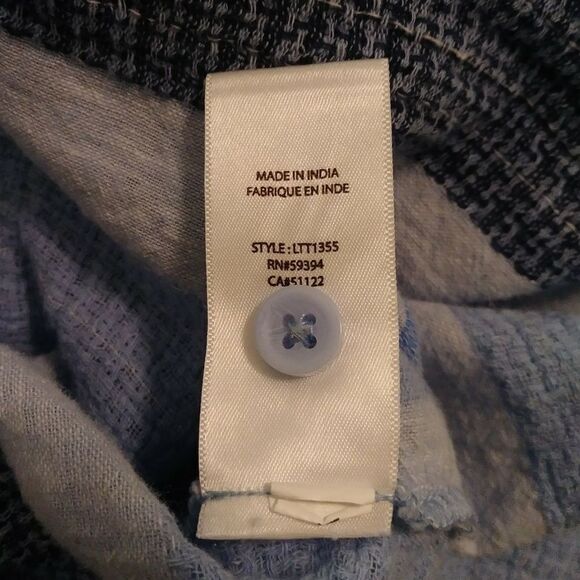 MADE IN INDIA
FABRIQUE EN INDE
STYLE : LTT1355
RN#59394
CA#51122